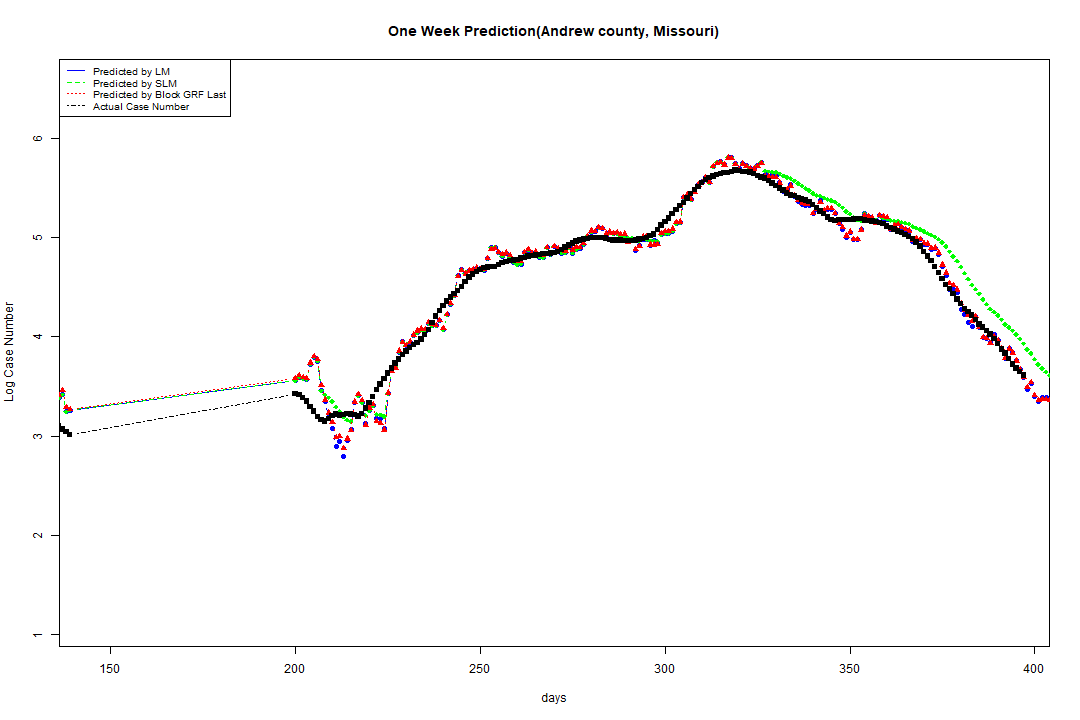 One Week Prediction(Andrew county, Missouri)
Predicted by LM
Predicted by SLM
Predicted by Block GRF Last
Actual Case Number
6
5
4
3
2
1
Log Case Number
150 200 250 300 350 400
days